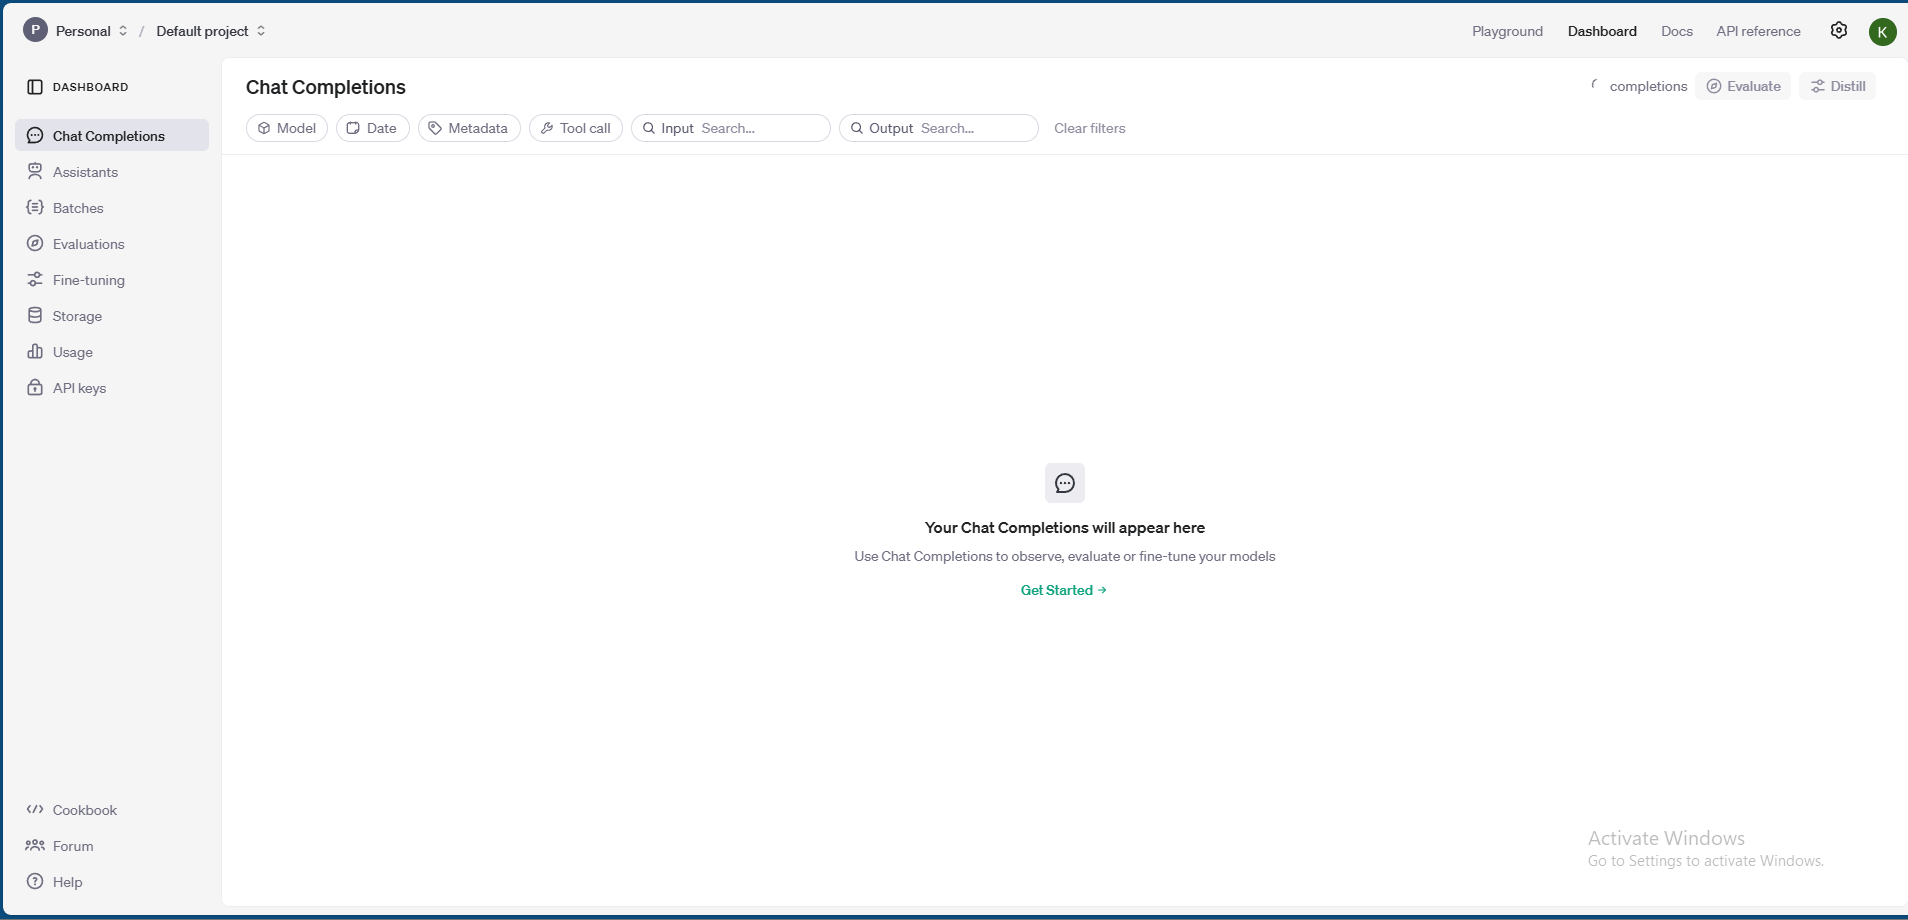 P Personal / Default project
Playground Dashboard Docs API reference K
DASHBOARD
Chat Completions
Assistants
Batches
Evaluations
Fine-tuning
Storage
Usage
API keys
Cookbook
Forum
Help
Chat Completions
completions Evaluate Distill
Model Date Metadata Tool call Input Search... Output Search... Clear filters
Your Chat Completions will appear here
Use Chat Completions to observe, evaluate or fine-tune your models
Get Started
Activate Windows
Go to Settings to activate Windows.